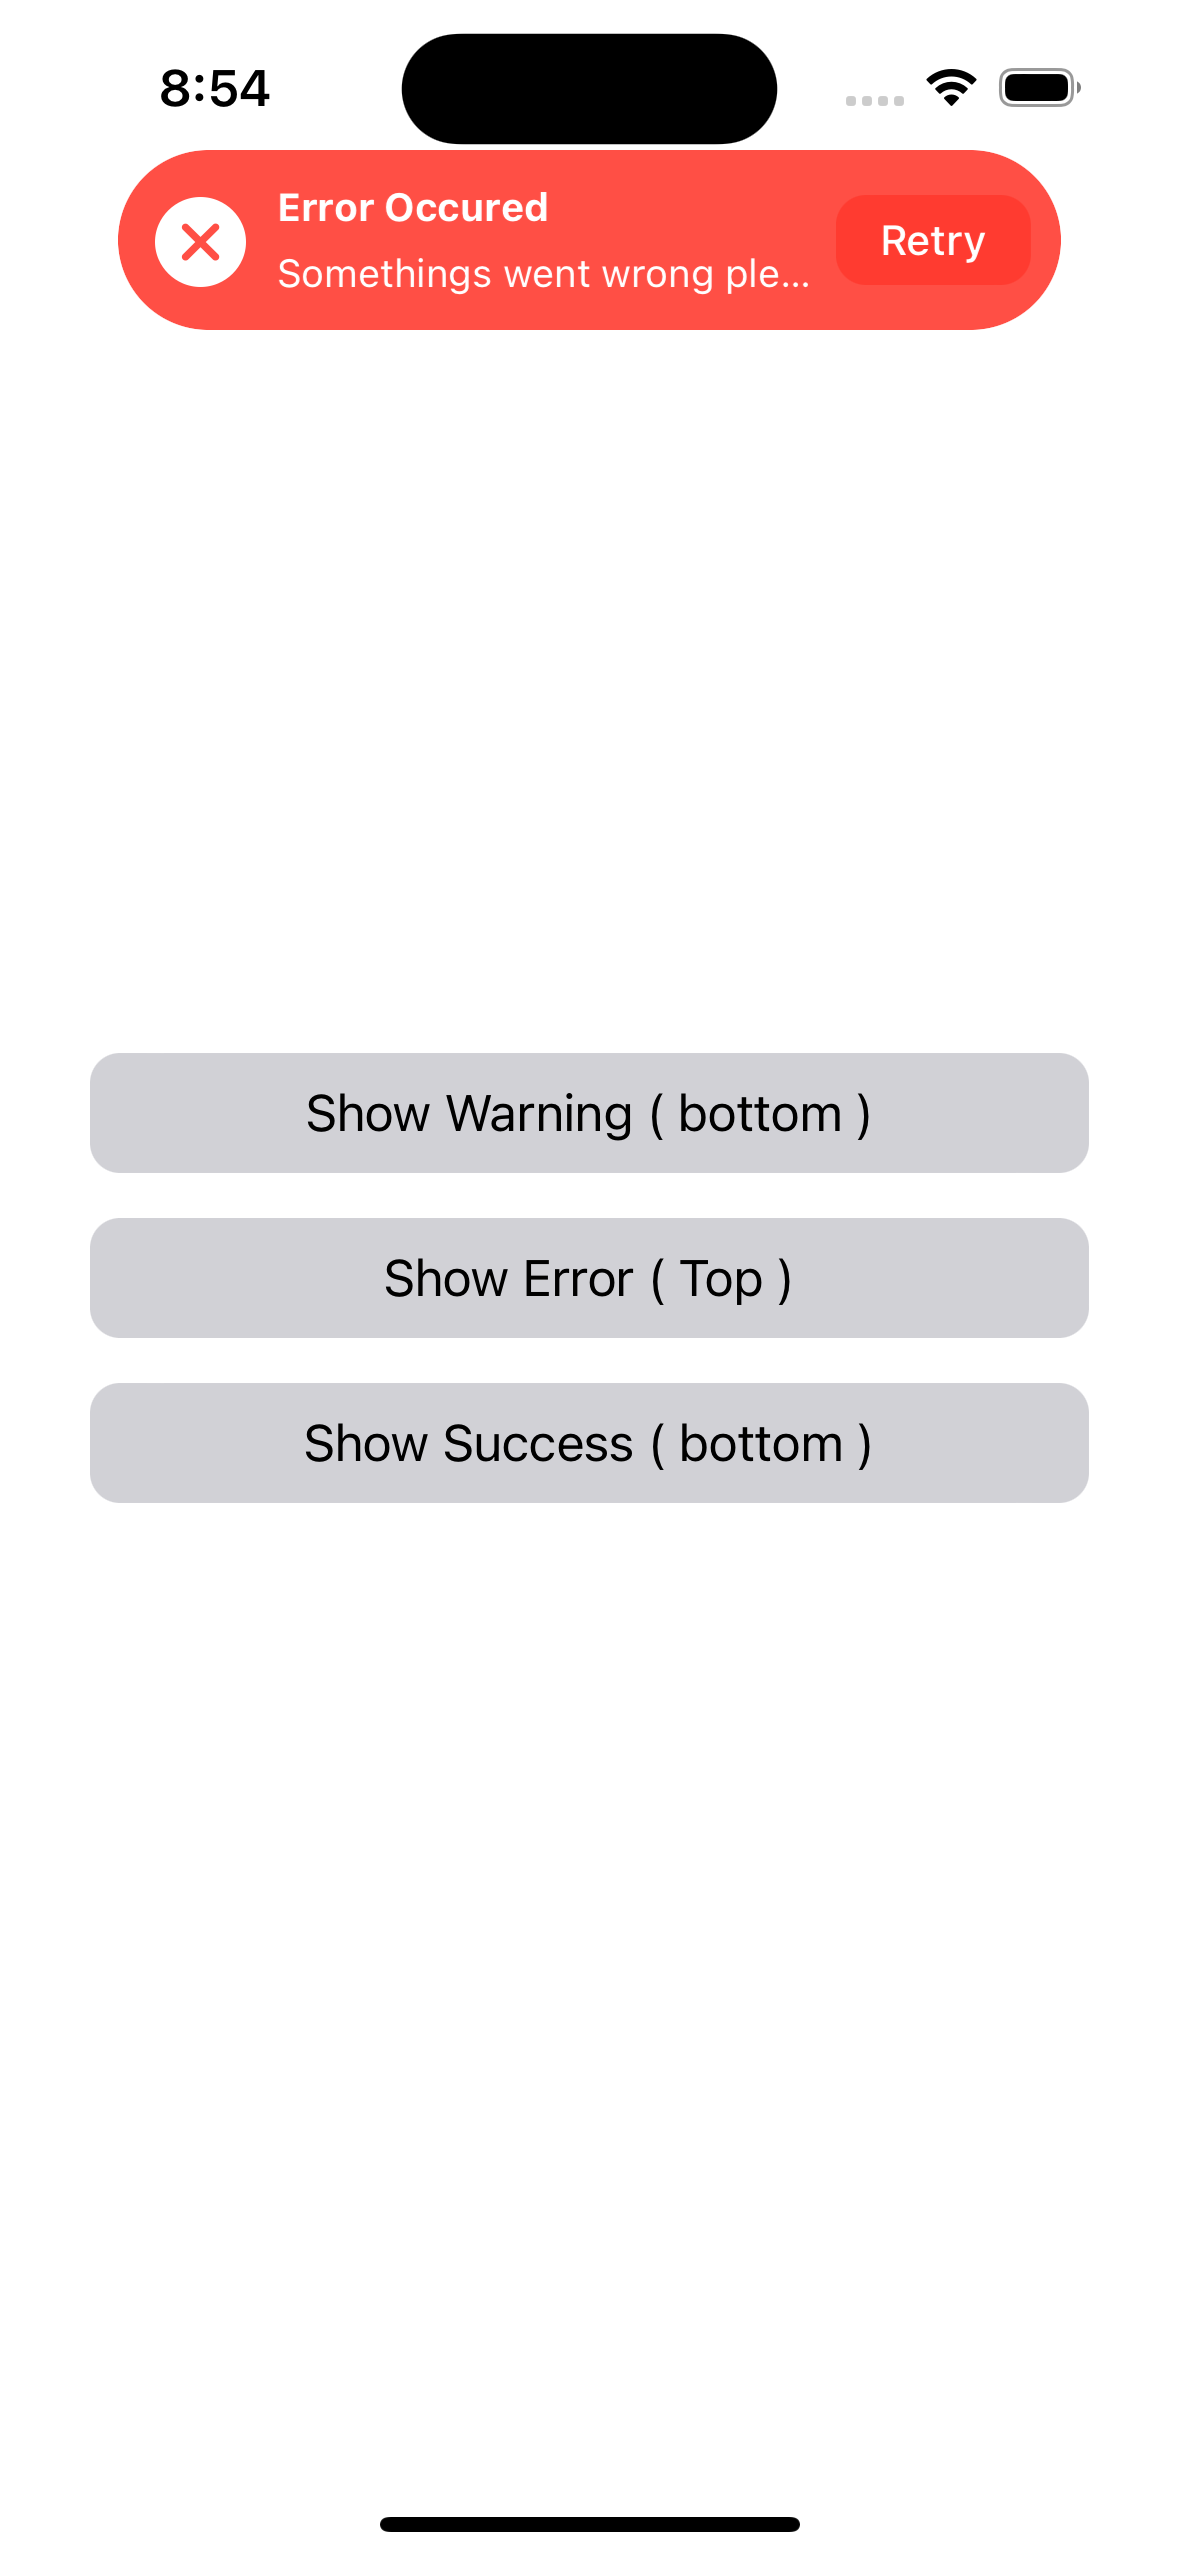 8:54
Error Occured
Somethings went wrong ple...
Retry
Show Warning ( bottom )
Show Error ( Top )
Show Success ( bottom )